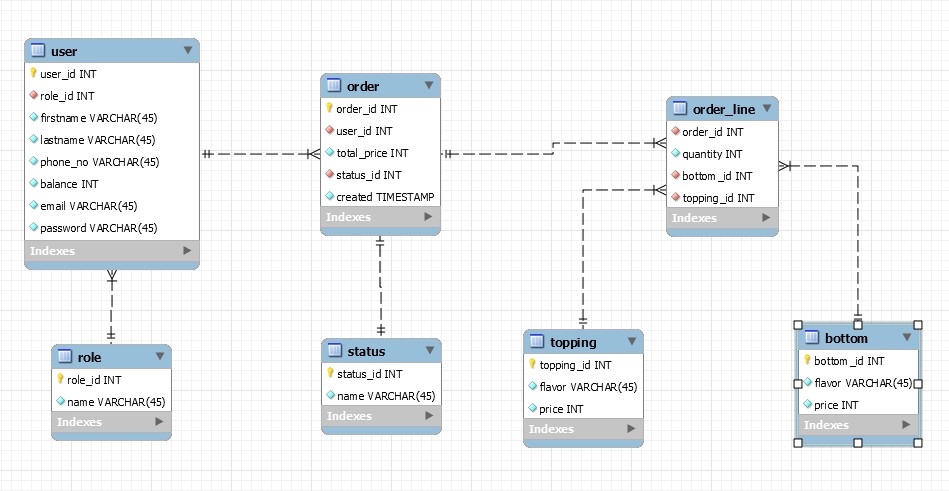 user
user_id INT
role_id INT
firstname VARCHAR(45)
lastname VARCHAR(45)
phone_no VARCHAR(45)
balance INT
email VARCHAR(45)
password VARCHAR(45)
Indexes
order
order_id INT
user_id INT
total_price INT
status_id INT
created TIMESTAMP
Indexes
order_line
order_id INT
quantity INT
bottom_id INT
topping_id INT
Indexes
role
role_id INT
name VARCHAR(45)
Indexes
status
status_id INT
name VARCHAR(45)
Indexes
topping
topping_id INT
flavor VARCHAR(45)
price INT
Indexes
bottom
bottom_id INT
flavor VARCHAR(45)
price INT
Indexes